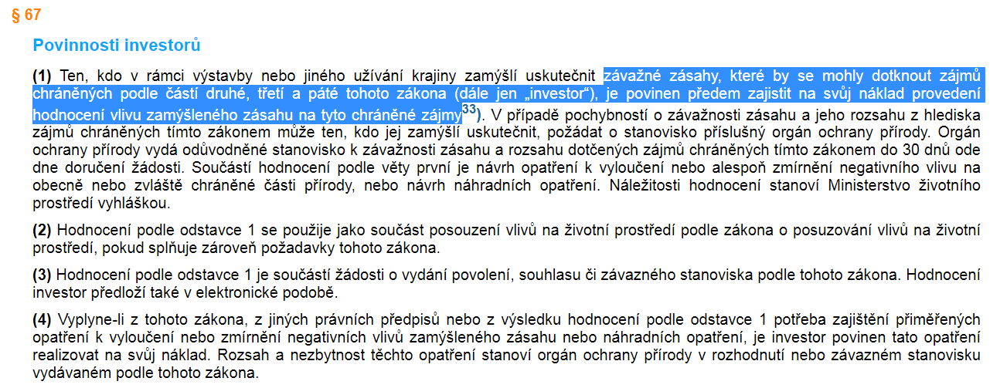 § 67
Povinnosti investorů
(1) Ten, kdo v rámci výstavby nebo jiného užívání krajiny zamýšlí uskutečnit závažné zásahy, které by se mohly dotknout zájmů
chráněných podle částí druhé, třetí a páté tohoto zákona (dále jen „investor“), je povinen předem zajistit na svůj náklad provedení
hodnocení vlivu zamýšleného zásahu na tyto chráněné zájmy33). V případě pochybností o závažnosti zásahu a jeho rozsahu z hlediska
zájmů chráněných tímto zákonem může ten, kdo jej zamýšlí uskutečnit, požádat o stanovisko příslušný orgán ochrany přírody. Orgán
ochrany přírody vydá odůvodněné stanovisko k závažnosti zásahu a rozsahu dotčených zájmů chráněných tímto zákonem do 30 dnů ode
dne doručení žádosti. Součástí hodnocení podle věty první je návrh opatření k vyloučení nebo alespoň zmírnění negativního vlivu na
obecně nebo zvláště chráněné části přírody, nebo návrh náhradních opatření. Náležitosti hodnocení stanoví Ministerstvo životního
prostředí vyhláškou.
(2) Hodnocení podle odstavce 1 se použije jako součást posouzení vlivů na životní prostředí podle zákona o posuzování vlivů na životní
prostředí, pokud splňuje zároveň požadavky tohoto zákona.
(3) Hodnocení podle odstavce 1 je součástí žádosti o vydání povolení, souhlasu či závazného stanoviska podle tohoto zákona. Hodnocení
investor předloží také v elektronické podobě.
(4) Vyplyne-li z tohoto zákona, z jiných právních předpisů nebo z výsledku hodnocení podle odstavce 1 potřeba zajištění přiměřených
opatření k vyloučení nebo zmírnění negativních vlivů zamýšleného zásahu nebo náhradních opatření, je investor povinen tato opatření
realizovat na svůj náklad. Rozsah a nezbytnost těchto opatření stanoví orgán ochrany přírody v rozhodnutí nebo závazném stanovisku
vydávaném podle tohoto zákona.